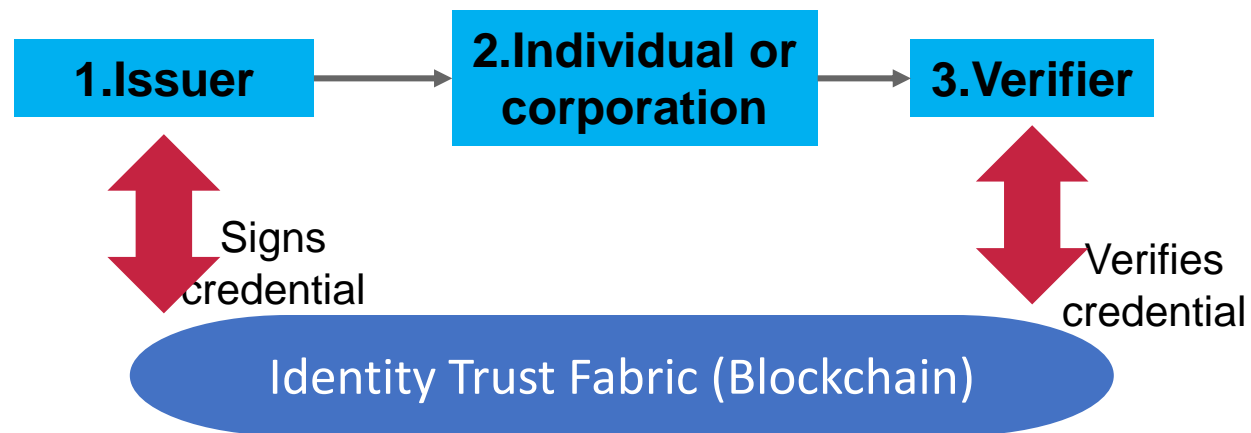 1.Issuer
2.Individual or
corporation
3.Verifier
Signs
credential
Verifies
credential
Identity Trust Fabric (Blockchain)